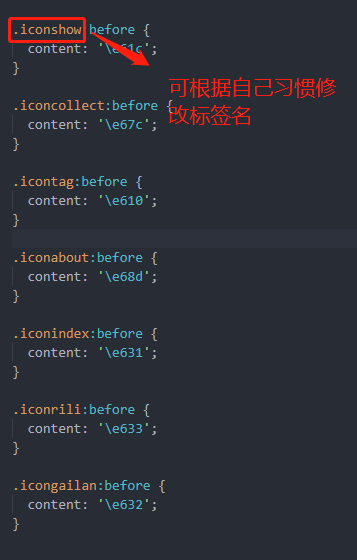 .iconshow:before {
content: '\e61c';
}
可根据自己习惯修
改标签名
.iconcollect:before {
content: '\e67c';
}
.icontag:before {
content: '\e610';
}
.iconabout:before {
content: '\e68d';
}
.iconindex:before {
content: '\e631';
}
.iconrili:before {
content: '\e633';
}
.icongailan:before {
content: '\e632';
}